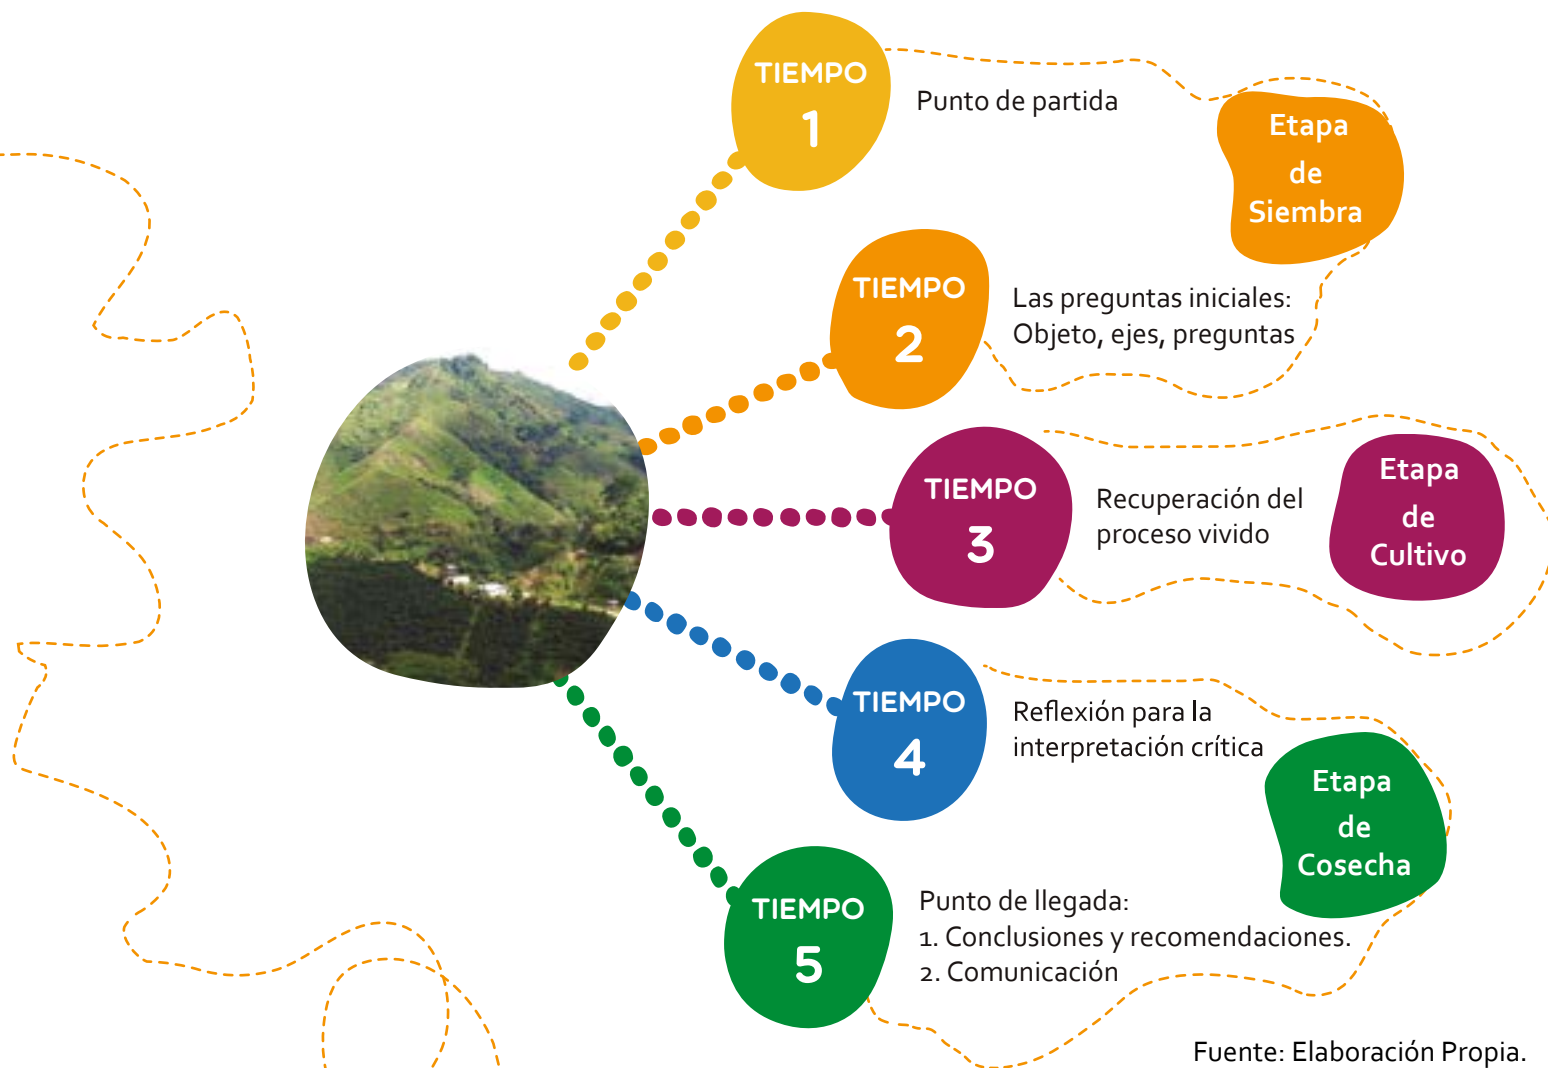 TIEMPO
1
Punto de partida
Etapa
de
Siembra
TIEMPO
2
Las preguntas iniciales:
Objeto, ejes, preguntas
TIEMPO
3
Recuperación del
proceso vivido
Etapa
de
Cultivo
TIEMPO
4
Reflexión para la
interpretación crítica
Etapa
de
Cosecha
TIEMPO
5
Punto de llegada:
1. Conclusiones y recomendaciones.
2. Comunicación
Fuente: Elaboración Propia.